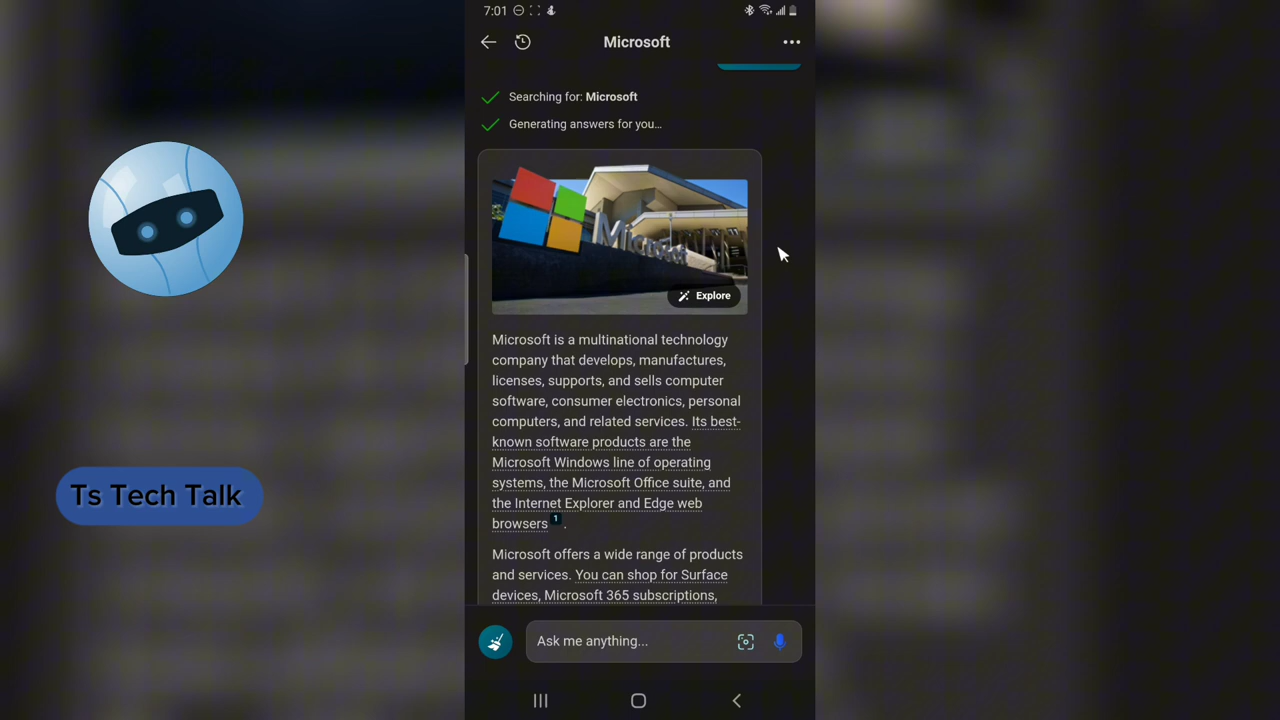 7:01
Microsoft
Searching for: Microsoft
Generating answers for you...
Microsoft
Explore
Microsoft is a multinational technology
company that develops, manufactures,
licenses, supports, and sells computer
software, consumer electronics, personal
computers, and related services. Its best-
known software products are the
Microsoft Windows line of operating
systems, the Microsoft Office suite, and
the Internet Explorer and Edge web
browsers 1 .
Microsoft offers a wide range of products
and services. You can shop for Surface
devices, Microsoft 365 subscriptions,
Ask me anything...
Ts Tech Talk